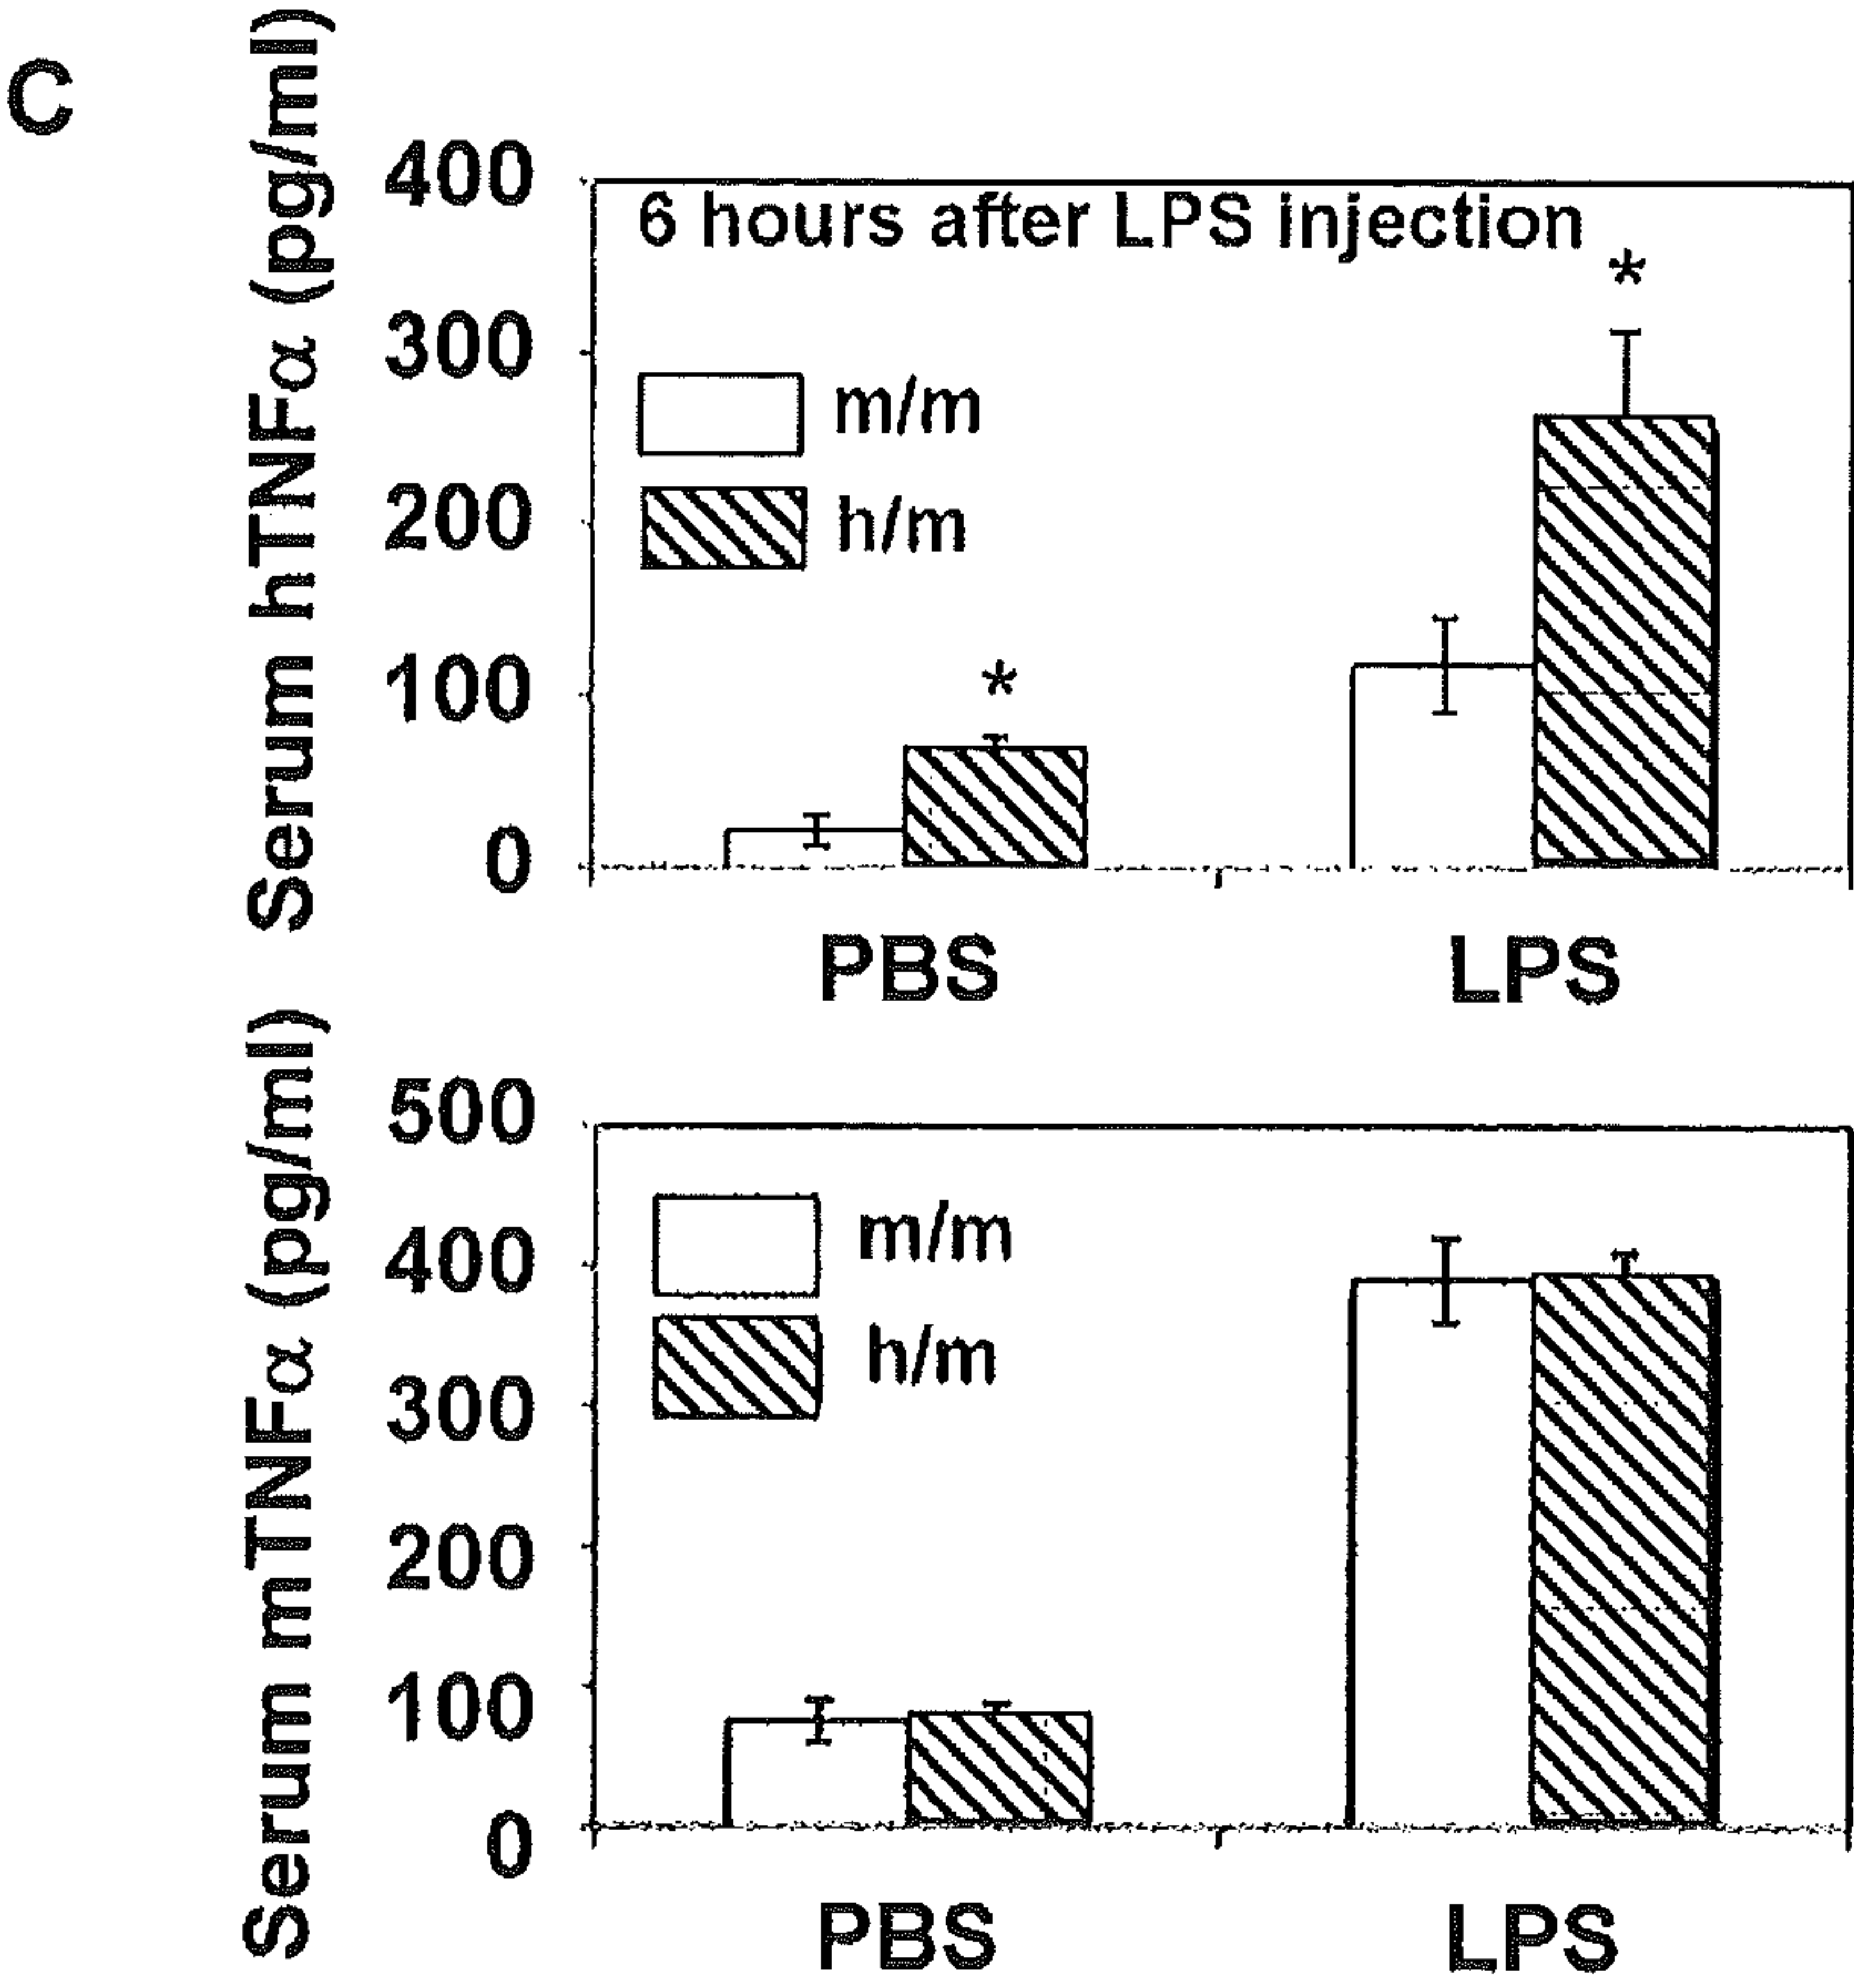 C
Serum hTNFα (pg/ml)
400
300
200
100
0
6 hours after LPS injection
*
m/m
h/m
*
PBS
LPS
Serum mTNFα (pg/ml)
500
400
300
200
100
0
m/m
h/m
PBS
LPS